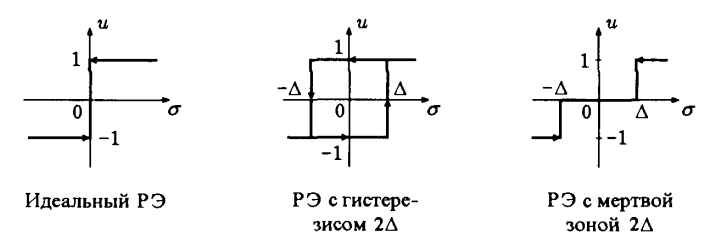 u
1
0
σ
−1
Идеальный РЭ
u
1
−Δ
Δ
0
σ
−1
РЭ с гистере-
зисом 2Δ
u
1
−Δ
0
Δ
σ
−1
РЭ с мертвой
зоной 2Δ